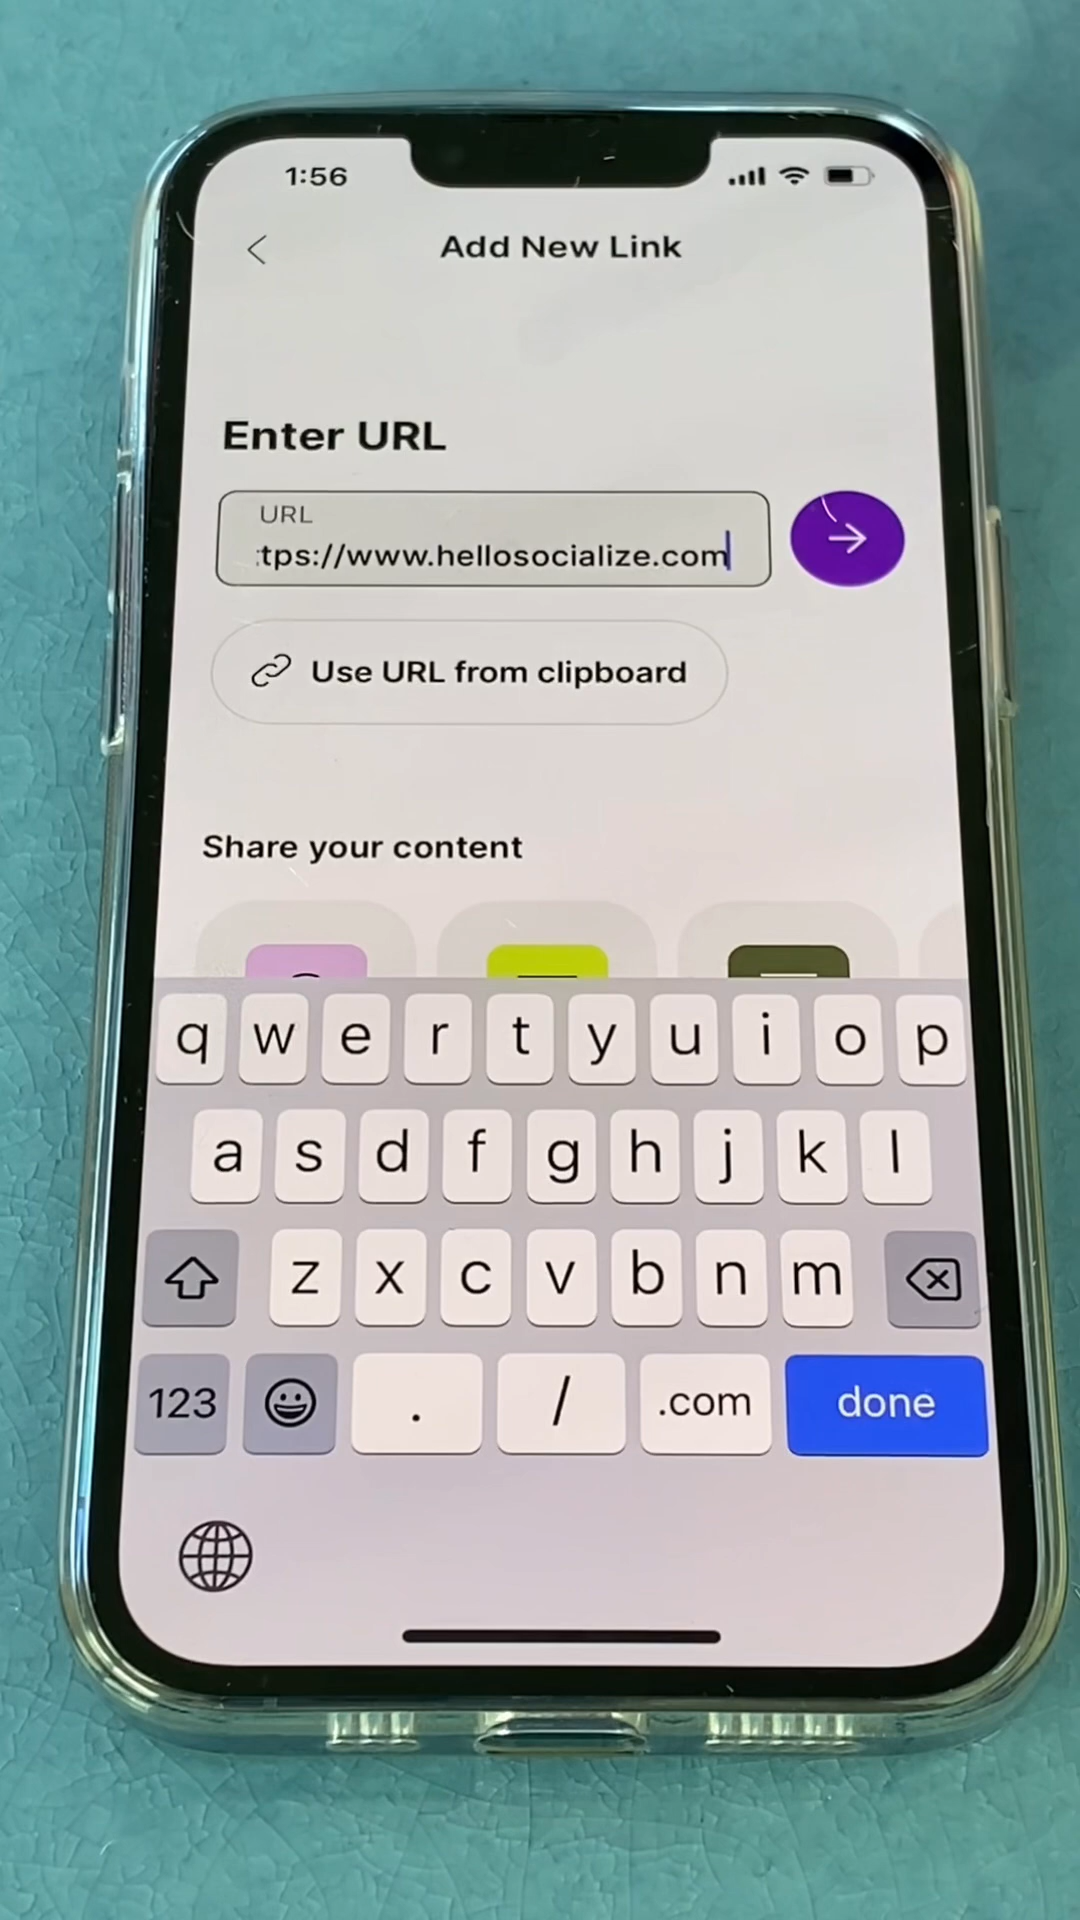 1:56
Add New Link
Enter URL
URL
tps://www.hellosocialize.com
Use URL from clipboard
Share your content
q w e r t y u i o p
a s d f g h j k l
z x c v b n m
123 . / .com done